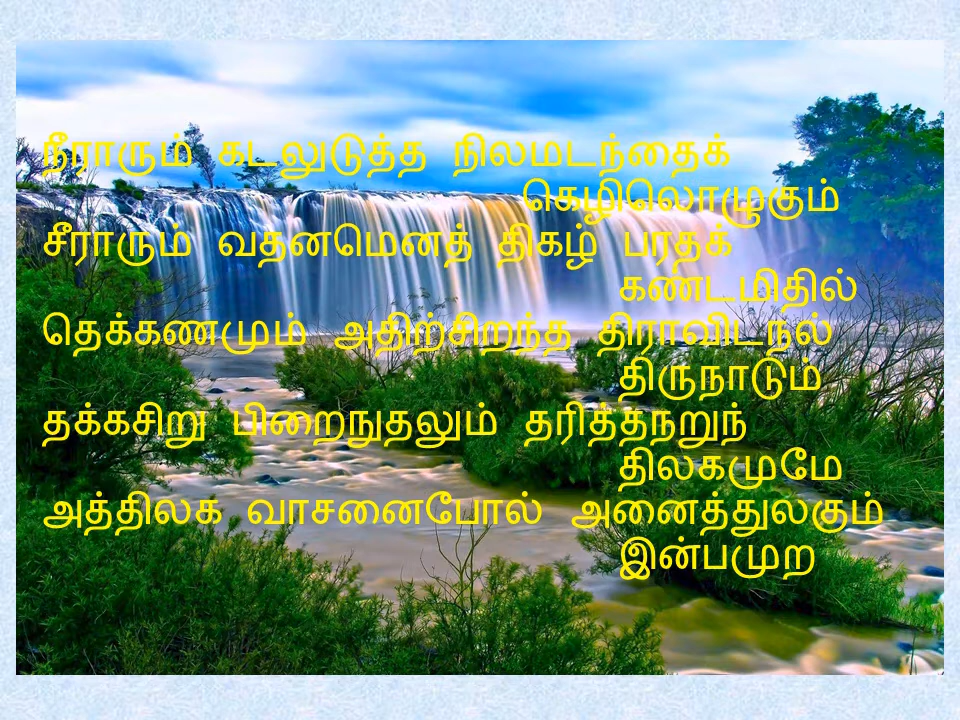 நீராரும் கடலுடுத்த நிலமடந்தைக்
கெழிலொழுகும்
சீராரும் வதனமெனத் திகழ் பரதக்
கண்டமிதில்
தெக்கணமும் அதிற்சிறந்த திராவிடநல்
திருநாடும்
தக்கசிறு பிறைநுதலும் தரித்தநறுந்
திலகமுமே
அத்திலக வாசனைபோல் அனைத்துலகும்
இன்பமுற